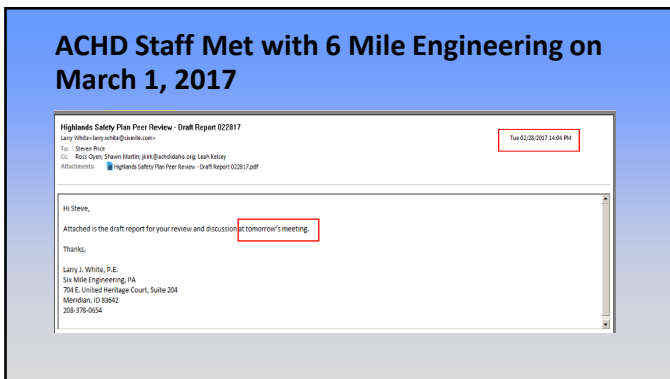 ACHD Staff Met with 6 Mile Engineering on
March 1, 2017
Highlands Safety Plan Peer Review - Draft Report 022817
Larry White <larry.white@sixmile.com>
Tue 02/28/2017 14:04 PM
To: Steven Price
Cc: Ross Oyen; Shawn Martin; jkirk@achdidaho.org; Leah Kelsey
Attachments: Highlands Safety Plan Peer Review - Draft Report 022817.pdf
Hi Steve,
Attached is the draft report for your review and discussion at tomorrow's meeting.
Thanks,
Larry J. White, P.E.
Six Mile Engineering, PA
704 E. United Heritage Court, Suite 204
Meridian, ID 83642
208-378-0654